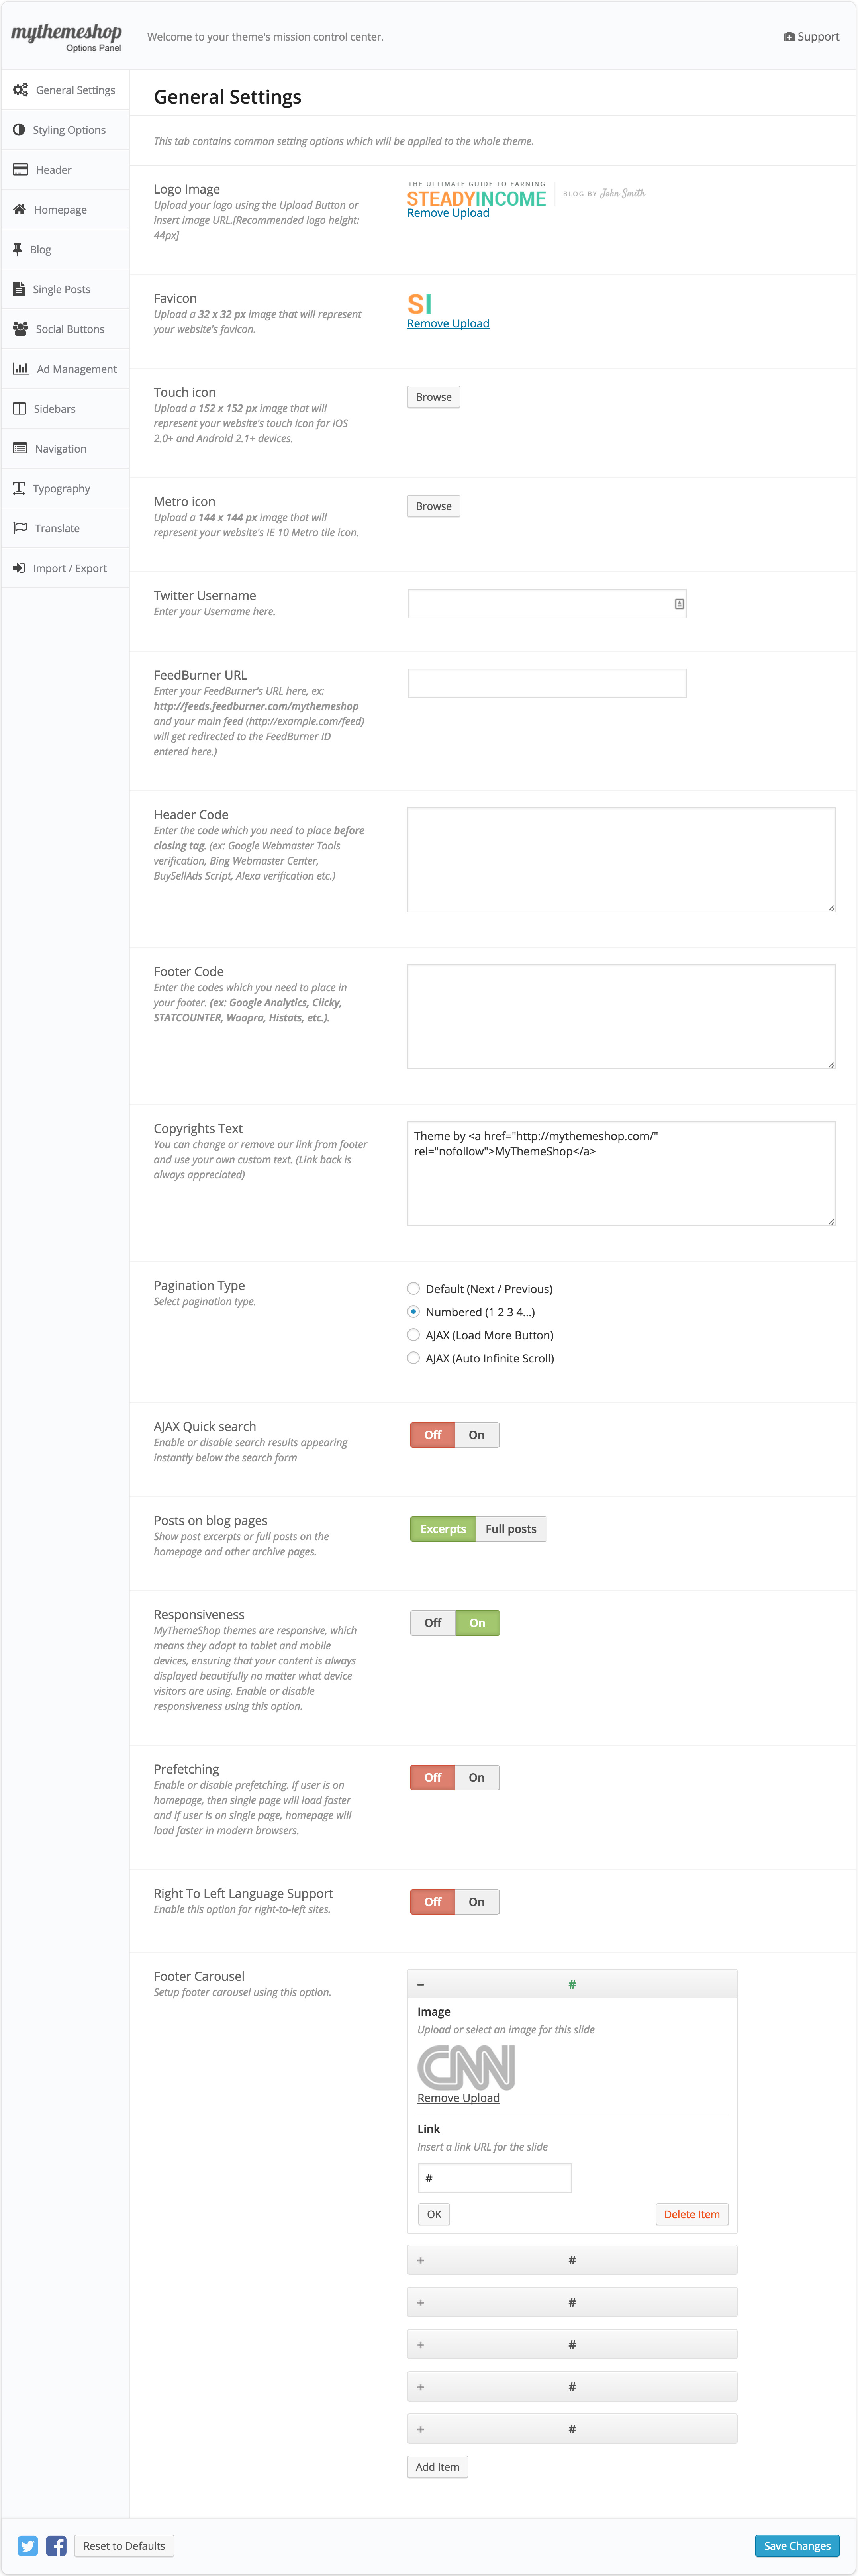 mythemeshop
Options Panel
Welcome to your theme's mission control center.
Support
General Settings
Styling Options
Header
Homepage
Blog
Single Posts
Social Buttons
Ad Management
Sidebars
Navigation
Typography
Translate
Import / Export
General Settings
This tab contains common setting options which will be applied to the whole theme.
Logo Image
Upload your logo using the Upload Button or
insert image URL.[Recommended logo height:
44px]
THE ULTIMATE GUIDE TO EARNING
STEADYINCOME
BLOG BY John Smith
Remove Upload
Favicon
Upload a 32 x 32 px image that will represent
your website's favicon.
SI
Remove Upload
Touch icon
Upload a 152 x 152 px image that will
represent your website's touch icon for iOS
2.0+ and Android 2.1+ devices.
Browse
Metro icon
Upload a 144 x 144 px image that will
represent your website's IE 10 Metro tile icon.
Browse
Twitter Username
Enter your Username here.
FeedBurner URL
Enter your FeedBurner's URL here, ex:
http://feeds.feedburner.com/mythemeshop
and your main feed (http://example.com/feed)
will get redirected to the FeedBurner ID
entered here.)
Header Code
Enter the code which you need to place before
closing tag. (ex: Google Webmaster Tools
verification, Bing Webmaster Center,
BuySellAds Script, Alexa verification etc.)
Footer Code
Enter the codes which you need to place in
your footer. (ex: Google Analytics, Clicky,
STATCOUNTER, Woopra, Histats, etc.).
Copyrights Text
You can change or remove our link from footer
and use your own custom text. (Link back is
always appreciated)
Theme by <a href="http://mythemeshop.com/"
rel="nofollow">MyThemeShop</a>
Pagination Type
Select pagination type.
Default (Next / Previous)
Numbered (1 2 3 4...)
AJAX (Load More Button)
AJAX (Auto Infinite Scroll)
AJAX Quick search
Enable or disable search results appearing
instantly below the search form
Off On
Posts on blog pages
Show post excerpts or full posts on the
homepage and other archive pages.
Excerpts Full posts
Responsiveness
MyThemeShop themes are responsive, which
means they adapt to tablet and mobile
devices, ensuring that your content is always
displayed beautifully no matter what device
visitors are using. Enable or disable
responsiveness using this option.
Off On
Prefetching
Enable or disable prefetching. If user is on
homepage, then single page will load faster
and if user is on single page, homepage will
load faster in modern browsers.
Off On
Right To Left Language Support
Enable this option for right-to-left sites.
Off On
Footer Carousel
Setup footer carousel using this option.
− #
Image
Upload or select an image for this slide
CNN
Remove Upload
Link
Insert a link URL for the slide
#
OK Delete Item
+ #
+ #
+ #
+ #
+ #
Add Item
Reset to Defaults
Save Changes